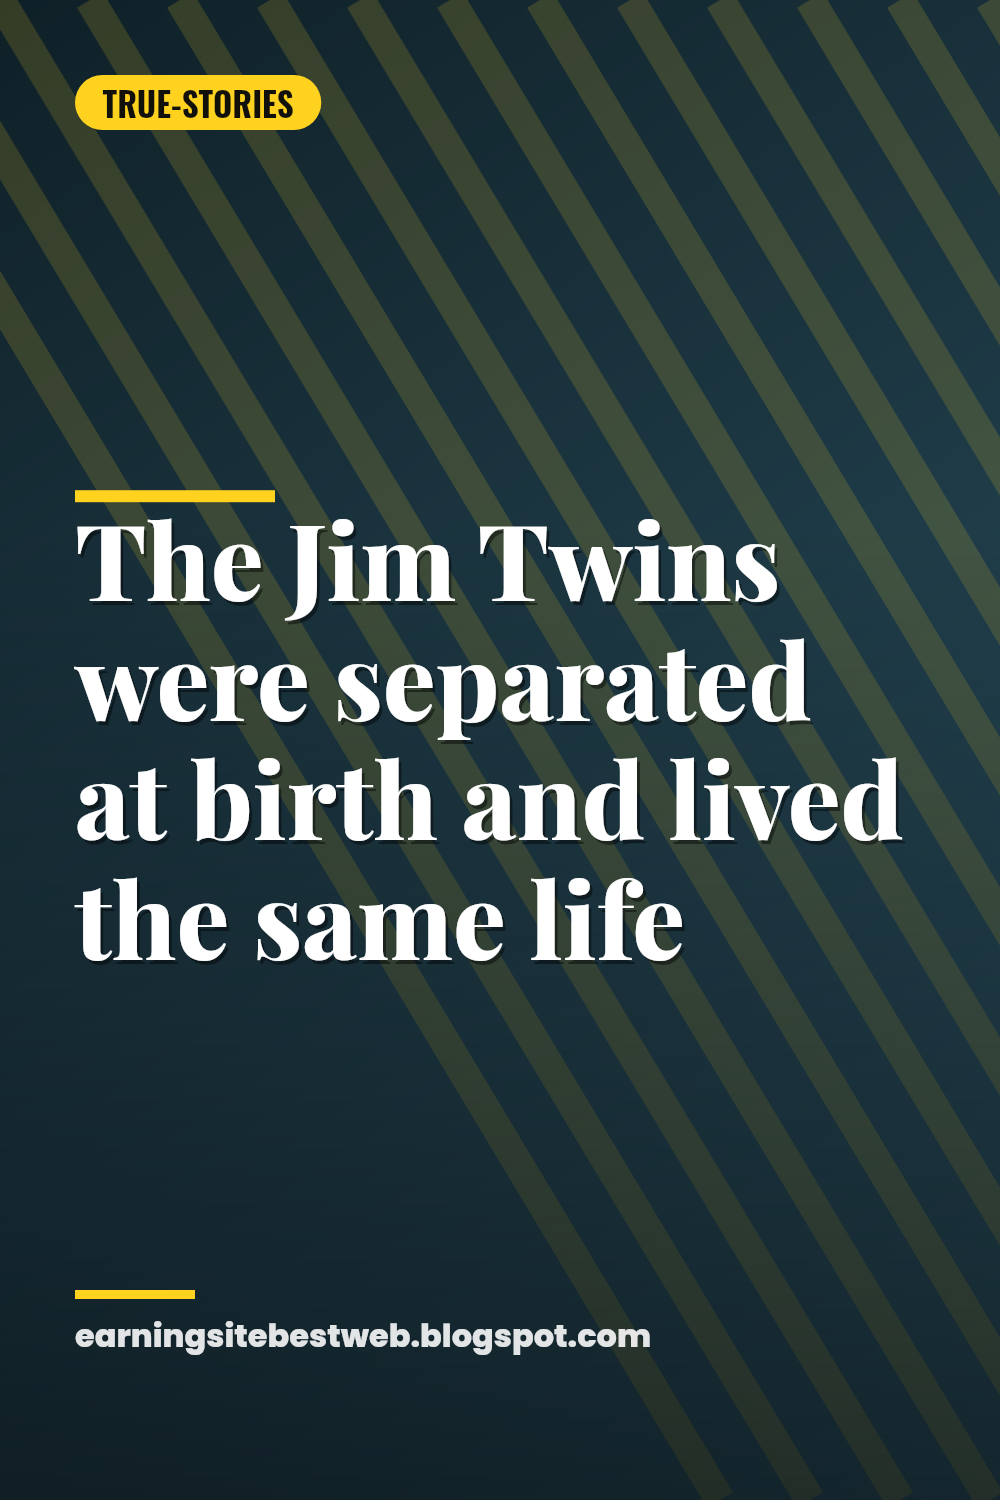 TRUE-STORIES
The Jim Twins
were separated
at birth and lived
the same life
earningsitebestweb.blogspot.com